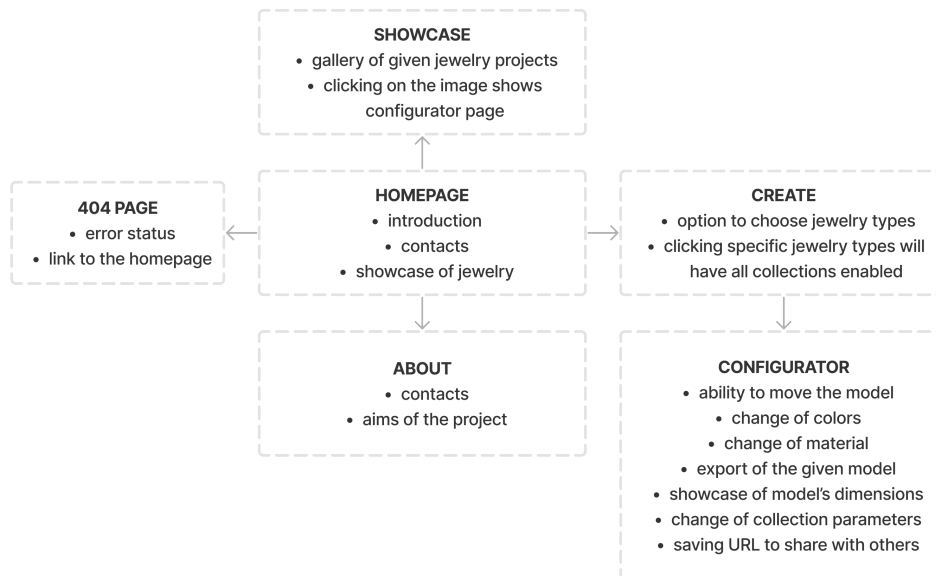 SHOWCASE
• gallery of given jewelry projects
• clicking on the image shows
configurator page
404 PAGE
• error status
• link to the homepage
HOMEPAGE
• introduction
• contacts
• showcase of jewelry
CREATE
• option to choose jewelry types
• clicking specific jewelry types will
have all collections enabled
ABOUT
• contacts
• aims of the project
CONFIGURATOR
• ability to move the model
• change of colors
• change of material
• export of the given model
• showcase of model’s dimensions
• change of collection parameters
• saving URL to share with others